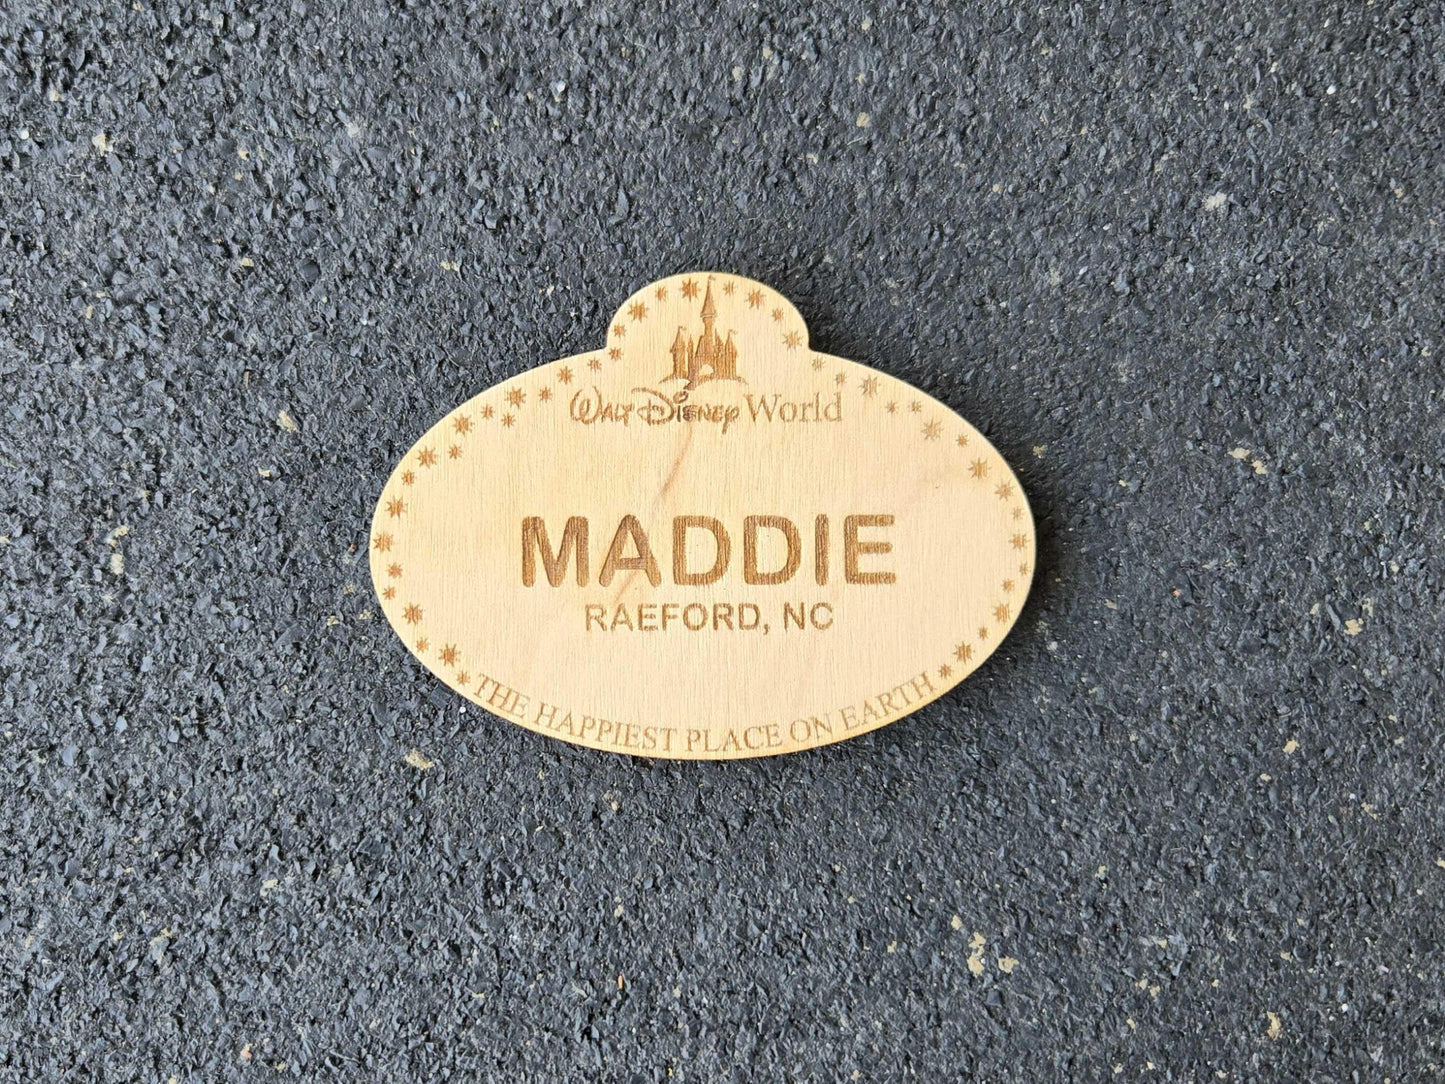 Walt Disney World
MADDIE
RAEFORD, NC
THE HAPPIEST PLACE ON EARTH